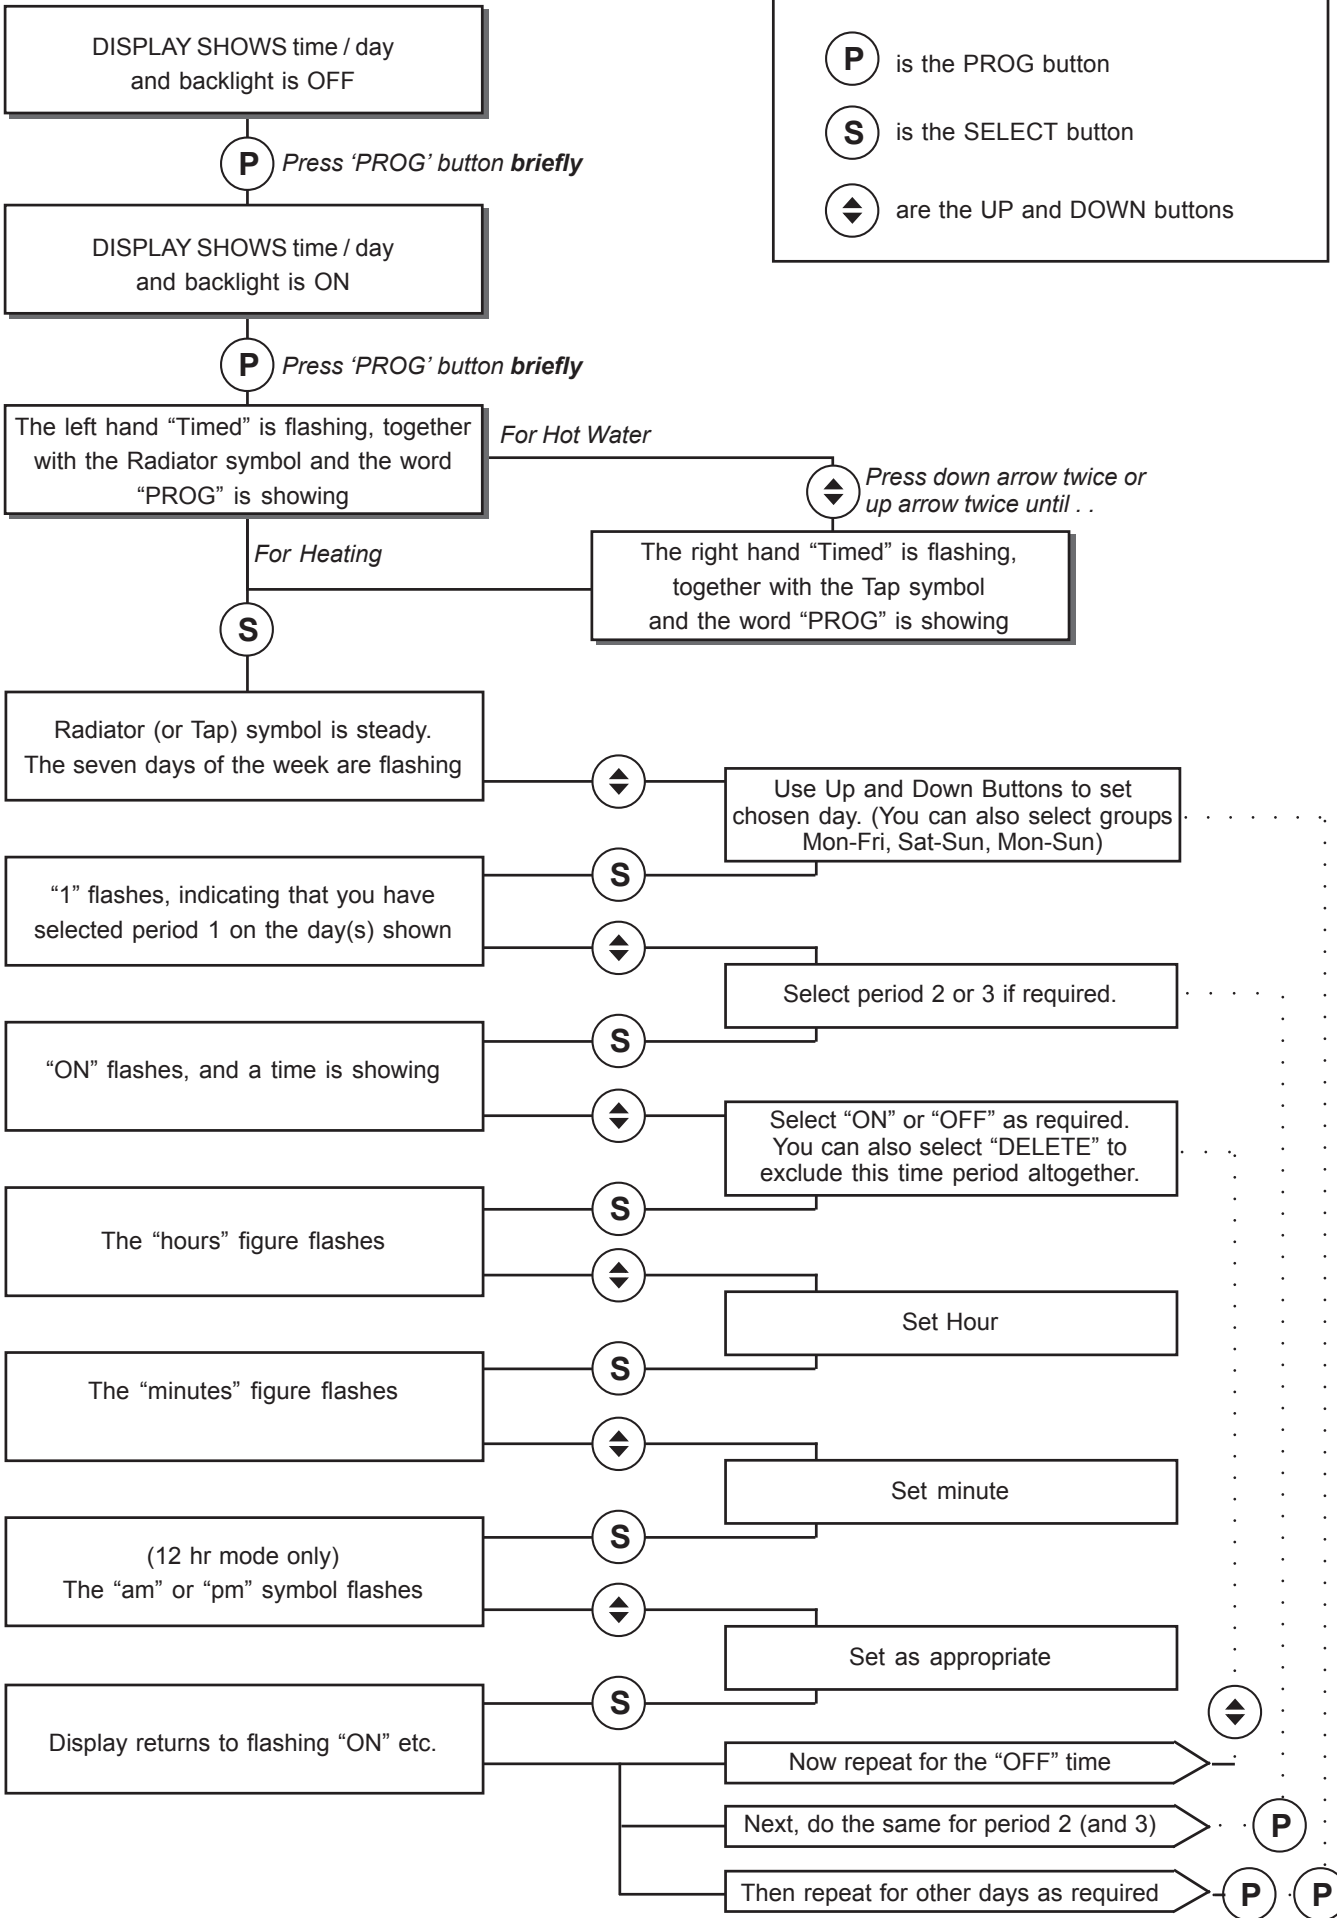 DISPLAY SHOWS time / day
and backlight is OFF
P
is the PROG button
S
is the SELECT button
are the UP and DOWN buttons
P
Press ‘PROG’ button briefly
DISPLAY SHOWS time / day
and backlight is ON
P
Press ‘PROG’ button briefly
The left hand “Timed” is flashing, together
with the Radiator symbol and the word
“PROG” is showing
For Hot Water
Press down arrow twice or
up arrow twice until . .
For Heating
The right hand “Timed” is flashing,
together with the Tap symbol
and the word “PROG” is showing
S
Radiator (or Tap) symbol is steady.
The seven days of the week are flashing
Use Up and Down Buttons to set
chosen day. (You can also select groups
Mon-Fri, Sat-Sun, Mon-Sun)
S
“1” flashes, indicating that you have
selected period 1 on the day(s) shown
Select period 2 or 3 if required.
S
“ON” flashes, and a time is showing
Select “ON” or “OFF” as required.
You can also select “DELETE” to
exclude this time period altogether.
S
The “hours” figure flashes
Set Hour
S
The “minutes” figure flashes
Set minute
S
(12 hr mode only)
The “am” or “pm” symbol flashes
Set as appropriate
S
Display returns to flashing “ON” etc.
Now repeat for the “OFF” time
Next, do the same for period 2 (and 3)
P
Then repeat for other days as required
P
P